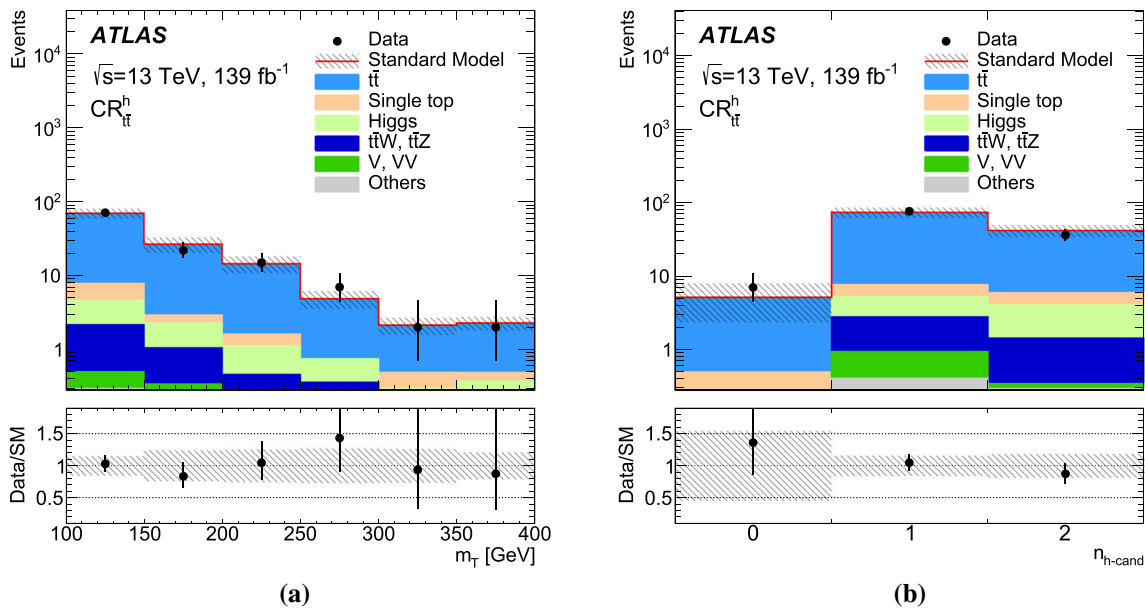 Events
10⁴
10³
10²
10
1
ATLAS
√s=13 TeV, 139 fb⁻¹
CRʰ_tt̄
Data
Standard Model
tt̄
Single top
Higgs
tt̄W, tt̄Z
V, VV
Others
Data/SM
1.5
1
0.5
100 150 200 250 300 350 400
m_T [GeV]
(a)
Events
10⁴
10³
10²
10
1
ATLAS
√s=13 TeV, 139 fb⁻¹
CRʰ_tt̄
Data
Standard Model
tt̄
Single top
Higgs
tt̄W, tt̄Z
V, VV
Others
Data/SM
1.5
1
0.5
0 1 2
n_h-cand
(b)